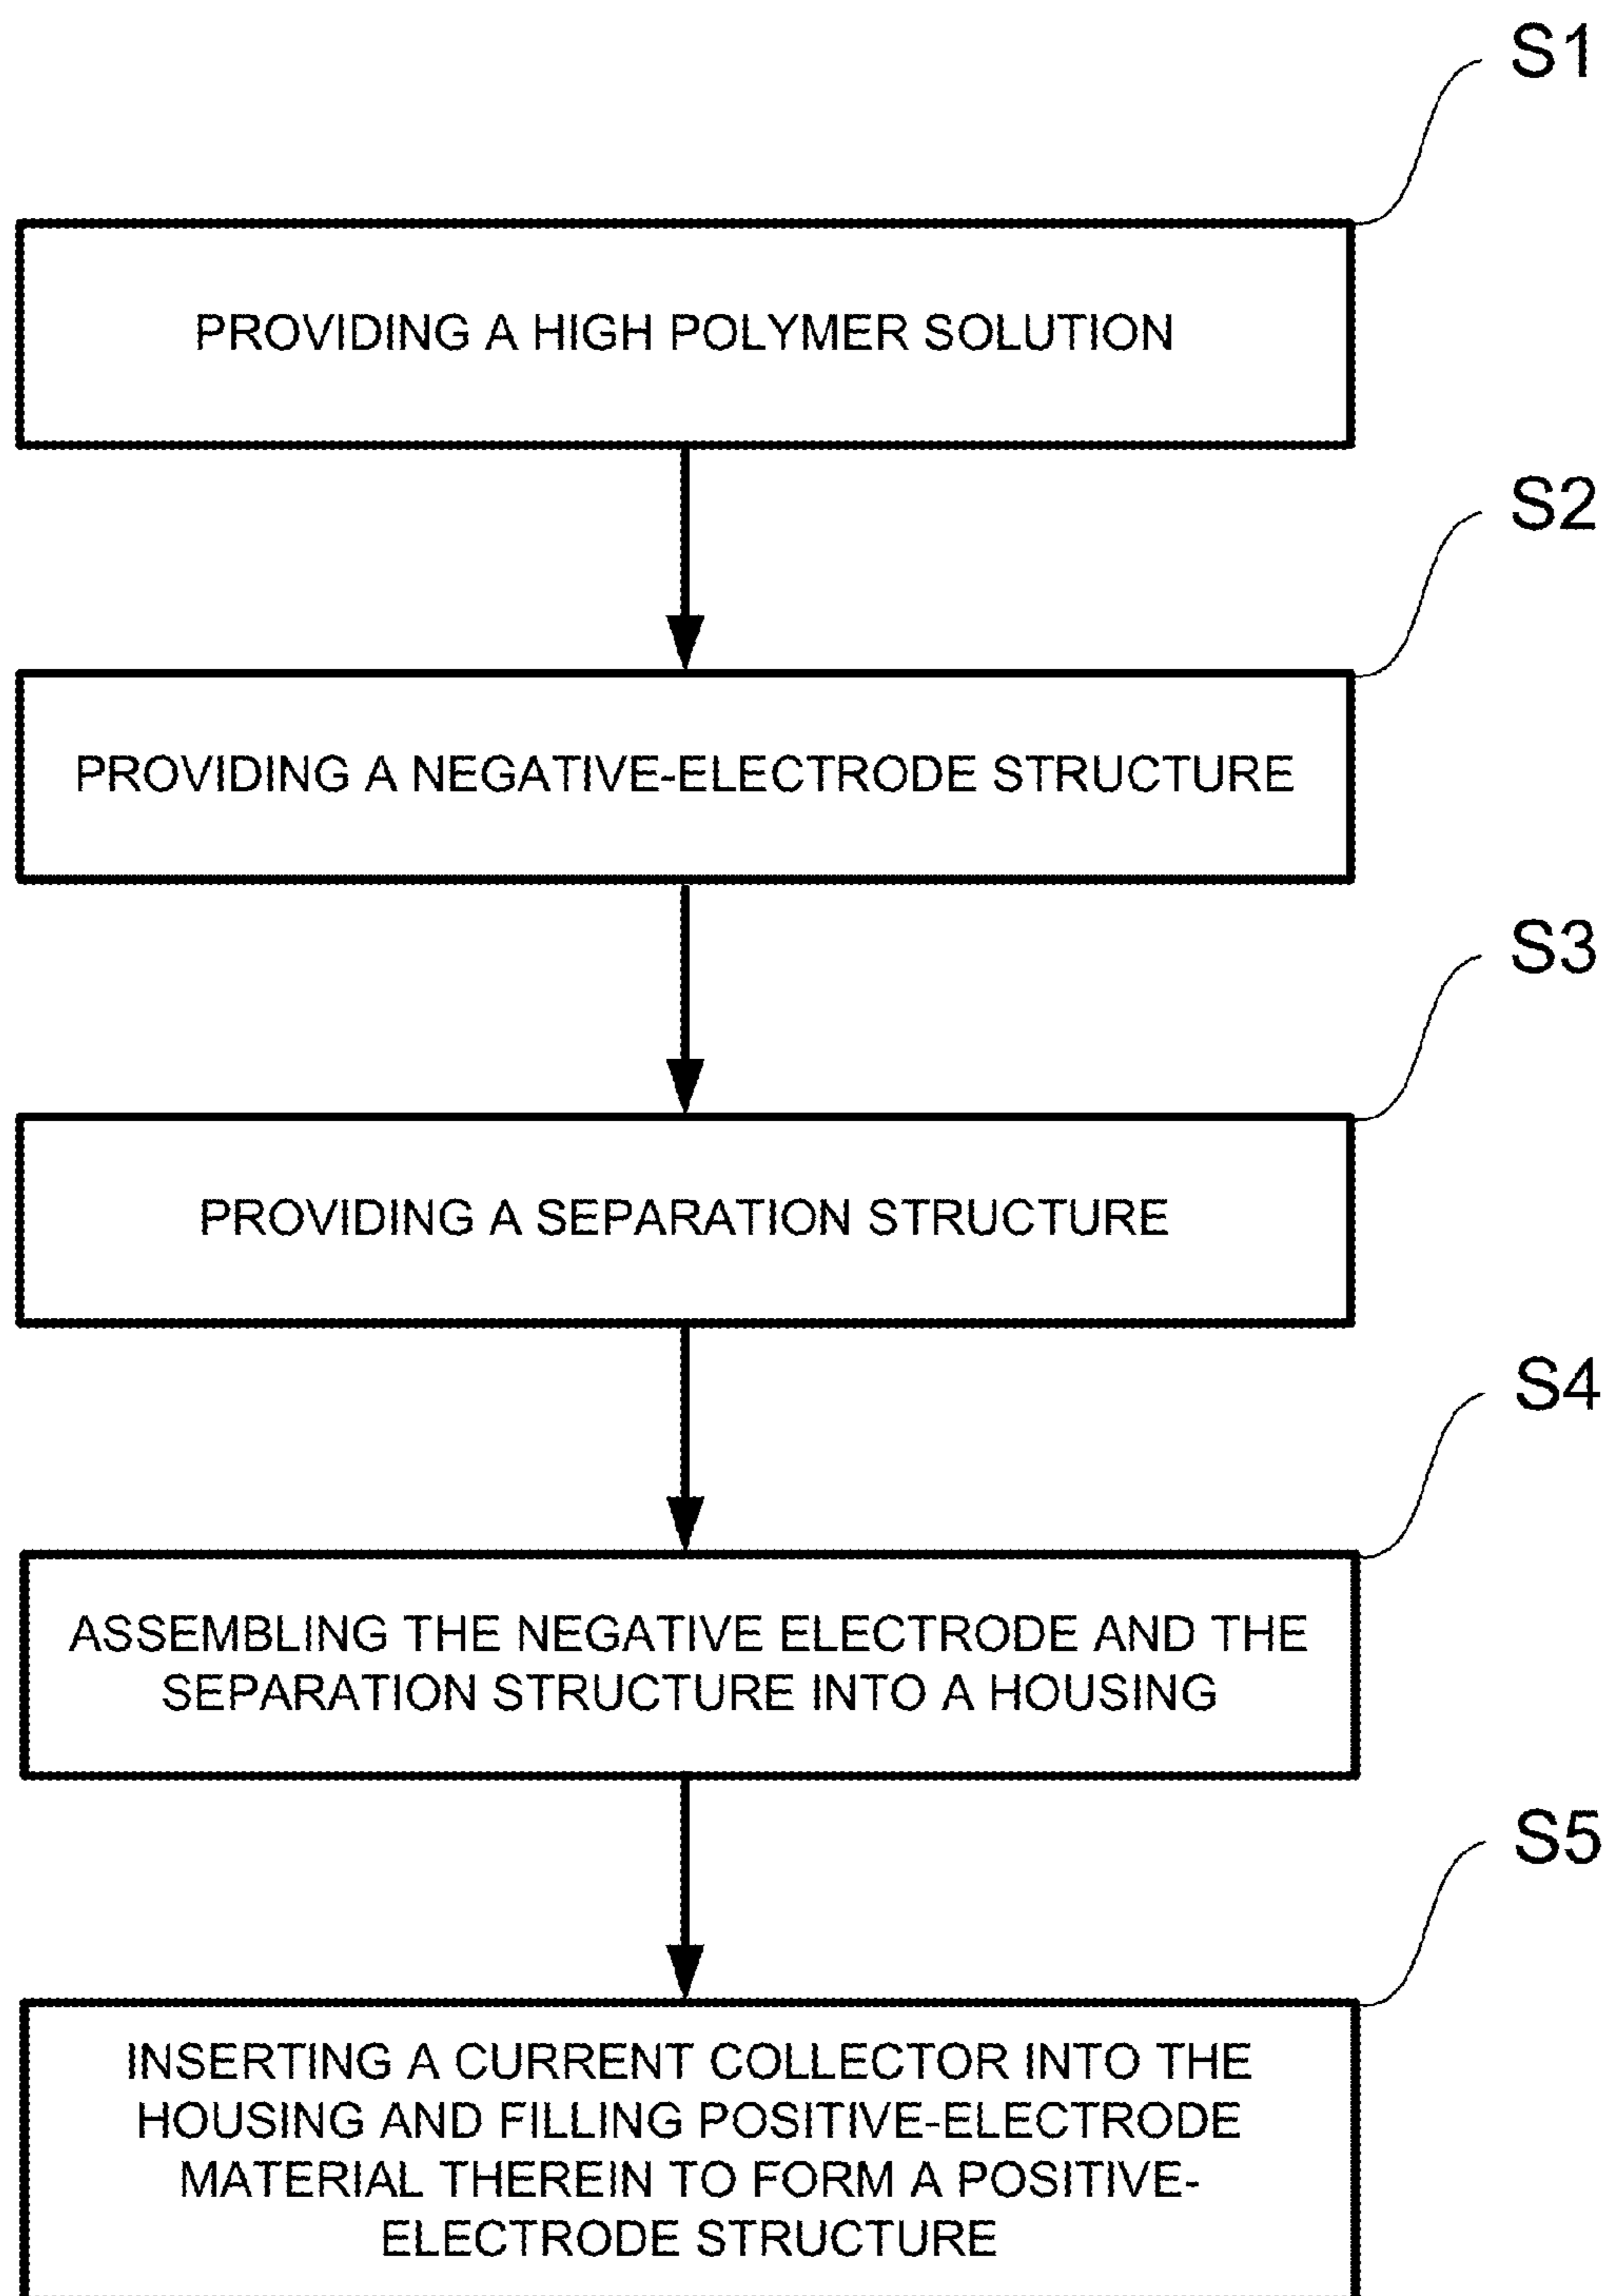 S1
PROVIDING A HIGH POLYMER SOLUTION
S2
PROVIDING A NEGATIVE-ELECTRODE STRUCTURE
S3
PROVIDING A SEPARATION STRUCTURE
S4
ASSEMBLING THE NEGATIVE ELECTRODE AND THE
SEPARATION STRUCTURE INTO A HOUSING
S5
INSERTING A CURRENT COLLECTOR INTO THE
HOUSING AND FILLING POSITIVE-ELECTRODE
MATERIAL THEREIN TO FORM A POSITIVE-
ELECTRODE STRUCTURE